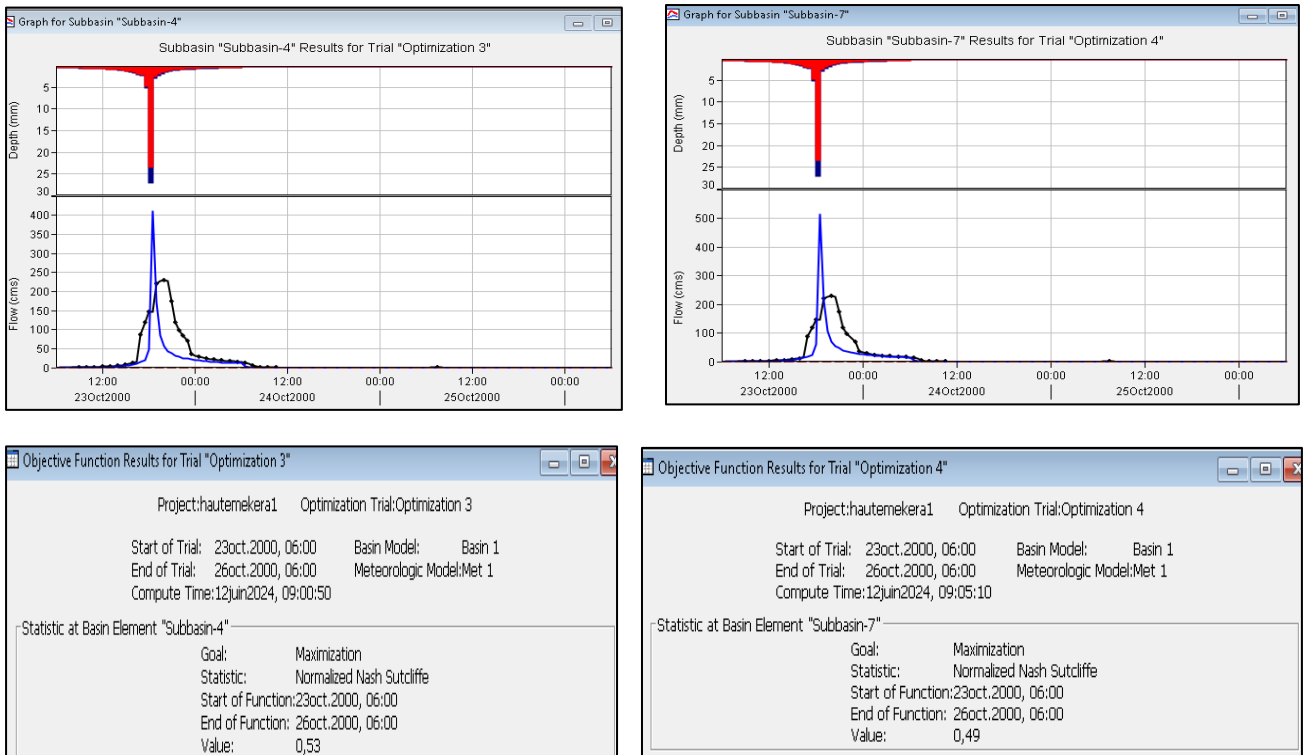 Graph for Subbasin "Subbasin-4"
Subbasin "Subbasin-4" Results for Trial "Optimization 3"
Depth (mm)
5
10
15
20
25
30
Flow (cms)
400
350
300
250
200
150
100
50
0
12:00 00:00 12:00 00:00 12:00 00:00
23Oct2000 24Oct2000 25Oct2000
Graph for Subbasin "Subbasin-7"
Subbasin "Subbasin-7" Results for Trial "Optimization 4"
Depth (mm)
5
10
15
20
25
30
Flow (cms)
500
400
300
200
100
0
12:00 00:00 12:00 00:00 12:00 00:00
23Oct2000 24Oct2000 25Oct2000
Objective Function Results for Trial "Optimization 3"
Project:hautemekera1 Optimization Trial:Optimization 3
Start of Trial: 23oct.2000, 06:00 Basin Model: Basin 1
End of Trial: 26oct.2000, 06:00 Meteorologic Model:Met 1
Compute Time:12juin2024, 09:00:50
Statistic at Basin Element "Subbasin-4"
Goal: Maximization
Statistic: Normalized Nash Sutcliffe
Start of Function:23oct.2000, 06:00
End of Function: 26oct.2000, 06:00
Value: 0,53
Objective Function Results for Trial "Optimization 4"
Project:hautemekera1 Optimization Trial:Optimization 4
Start of Trial: 23oct.2000, 06:00 Basin Model: Basin 1
End of Trial: 26oct.2000, 06:00 Meteorologic Model:Met 1
Compute Time:12juin2024, 09:05:10
Statistic at Basin Element "Subbasin-7"
Goal: Maximization
Statistic: Normalized Nash Sutcliffe
Start of Function:23oct.2000, 06:00
End of Function: 26oct.2000, 06:00
Value: 0,49